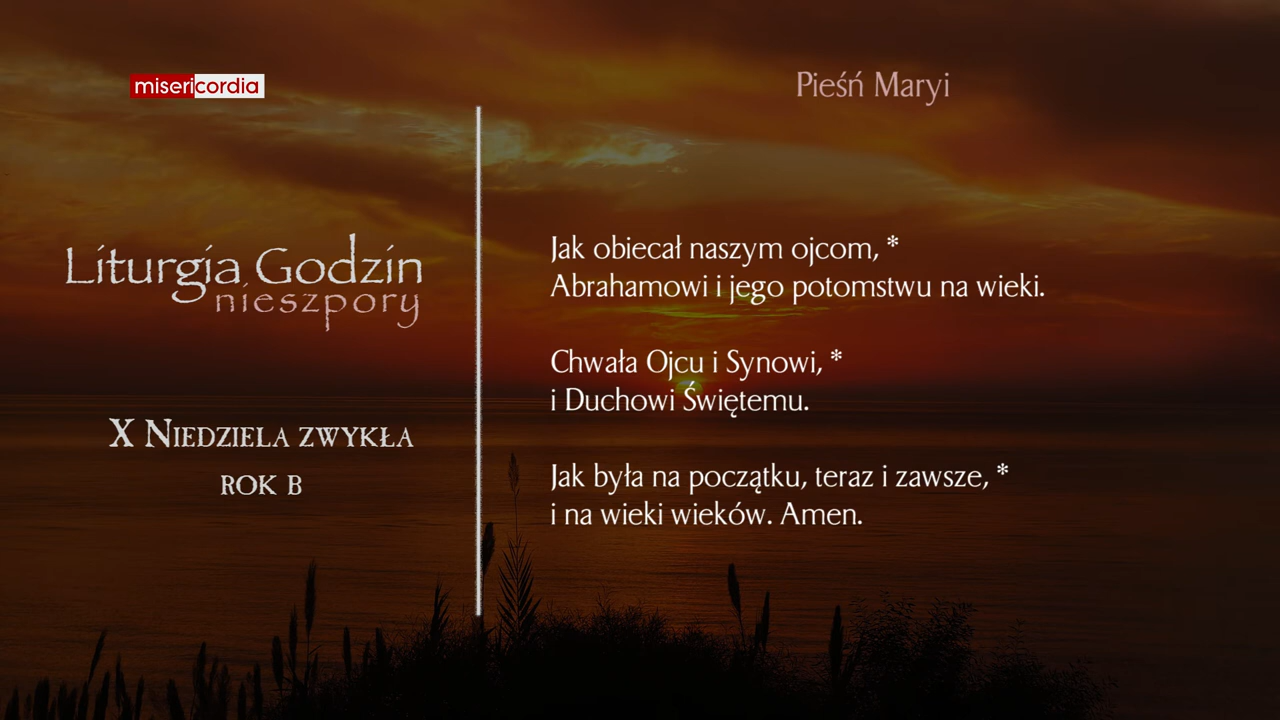 misericordia
Liturgia Godzin
nieszpory
X Niedziela zwykła
rok B
Pieśń Maryi
Jak obiecał naszym ojcom, *
Abrahamowi i jego potomstwu na wieki.
Chwała Ojcu i Synowi, *
i Duchowi Świętemu.
Jak była na początku, teraz i zawsze, *
i na wieki wieków. Amen.